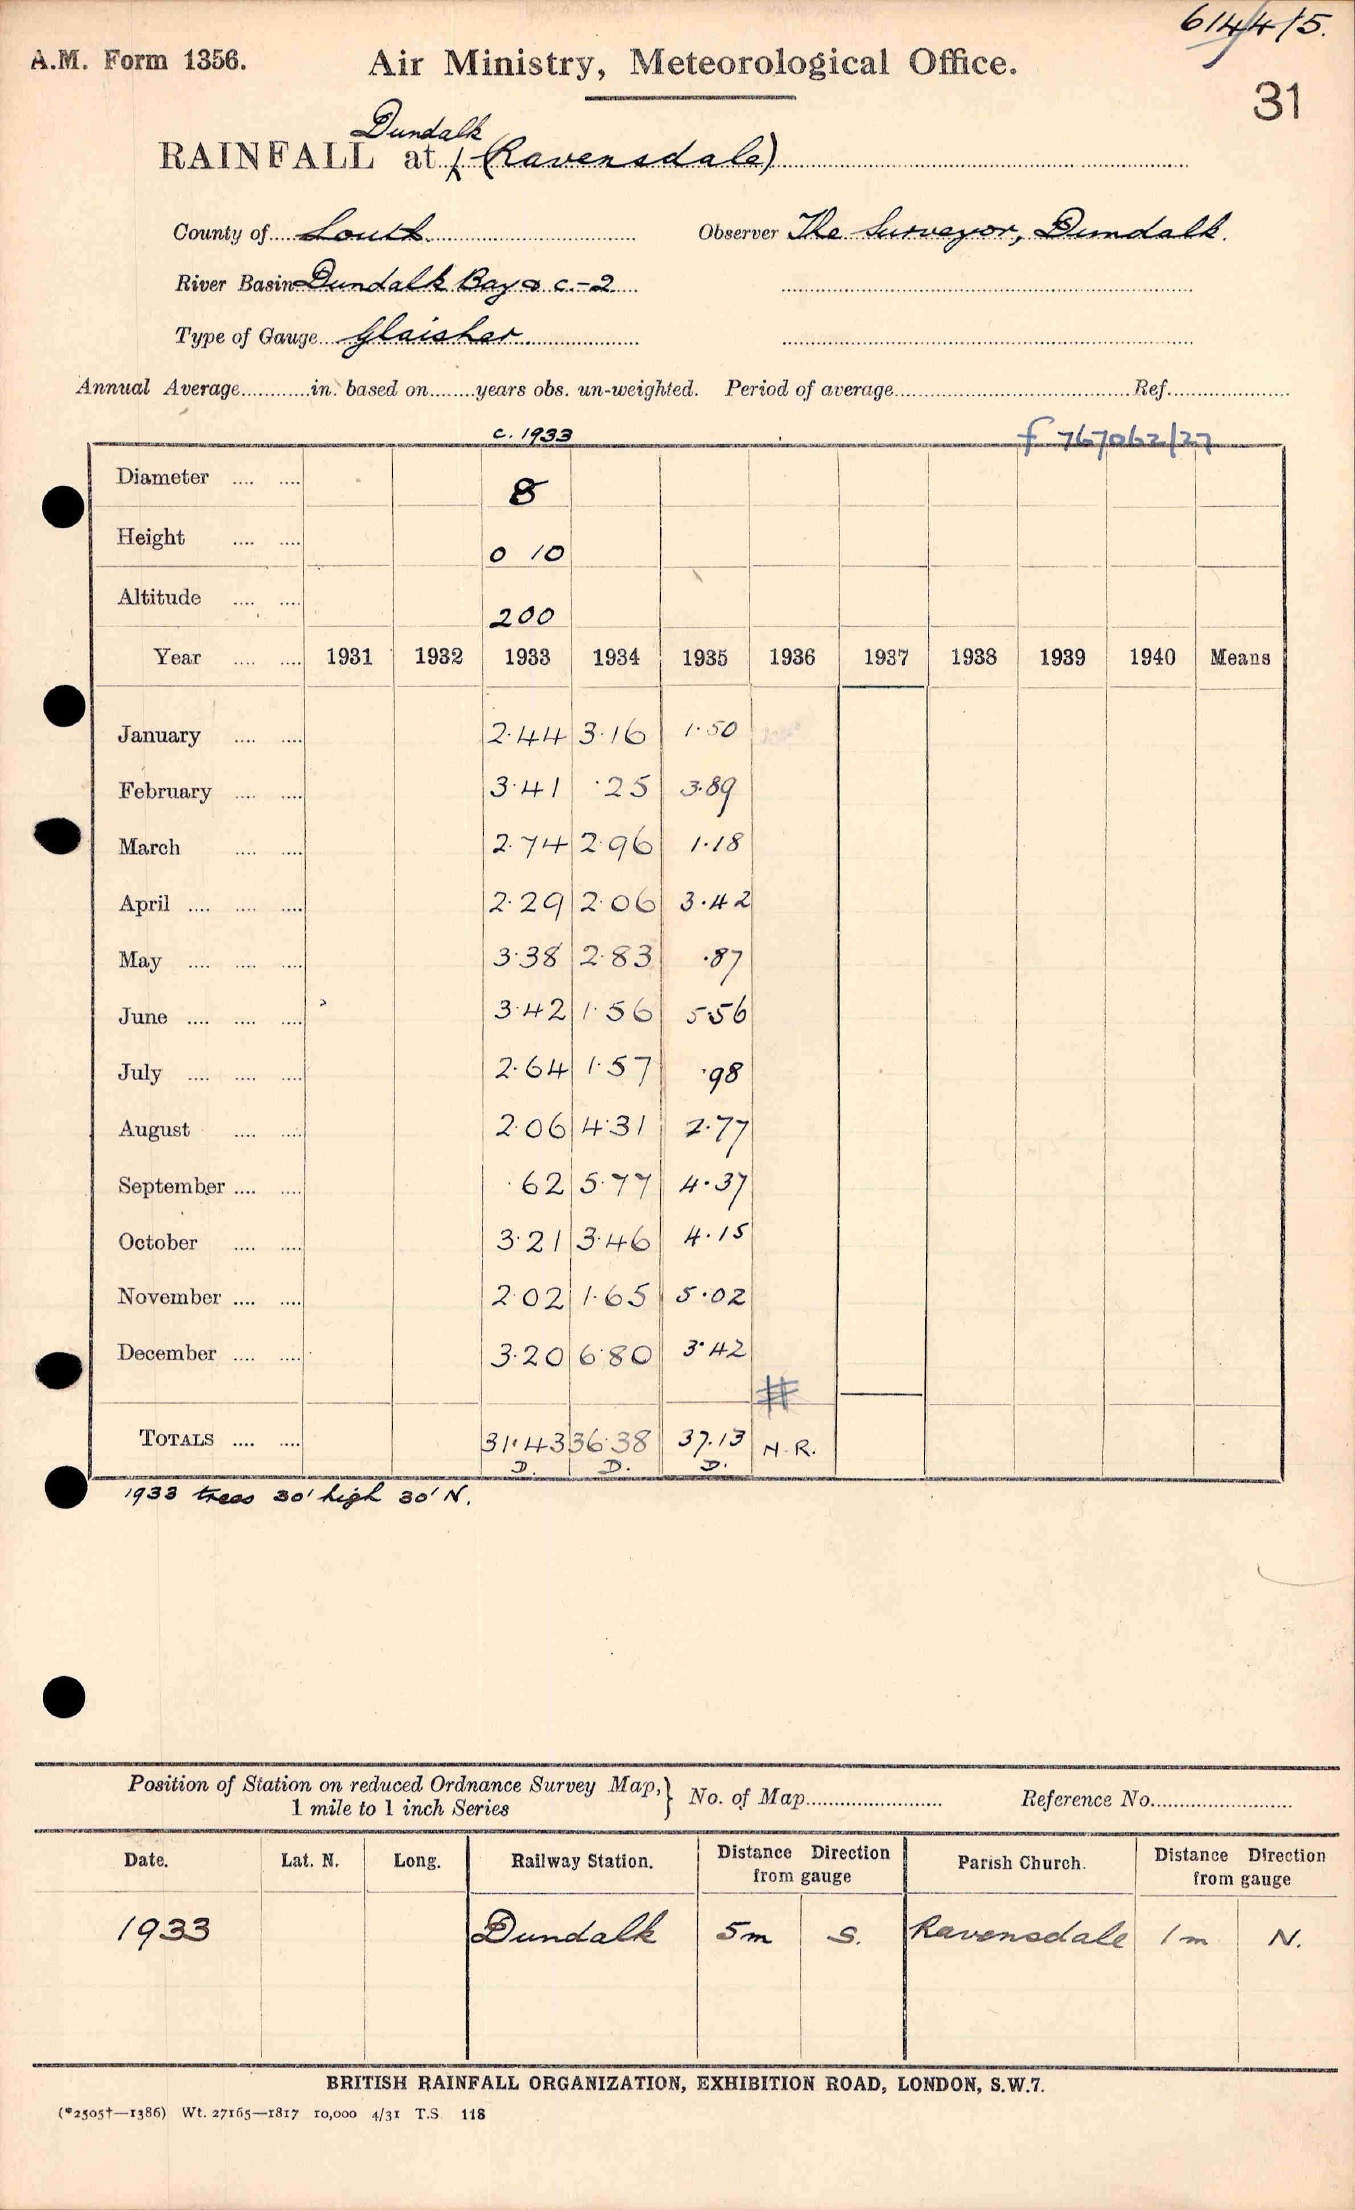 6144/5.
A.M. Form 1356. Air Ministry, Meteorological Office.
31
Dundalk
RAINFALL at (Ravensdale)
County of Louth Observer The Surveyor, Dundalk.
River Basin Dundalk Bay & c.-2
Type of Gauge Glaisher.
Annual Average in. based on years obs. un-weighted. Period of average Ref.
c. 1933 f 767062/27
Diameter 8
Height 0 10
Altitude 200
Year 1931 1932 1933 1934 1935 1936 1937 1938 1939 1940 Means
January 2.44 3.16 1.50
February 3.41 .25 3.89
March 2.74 2.96 1.18
April 2.29 2.06 3.42
May 3.38 2.83 .87
June 3.42 1.56 5.56
July 2.64 1.57 .98
August 2.06 4.31 2.77
September .62 5.77 4.37
October 3.21 3.46 4.15
November 2.02 1.65 5.02
December 3.20 6.80 3.42
#
TOTALS 31.43 36.38 37.13 N.R.
D. D. D.
1933 trees 30' high 30' N.
Position of Station on reduced Ordnance Survey Map,} No. of Map Reference No.
1 mile to 1 inch Series
Date. Lat. N. Long. Railway Station. Distance Direction from gauge Parish Church. Distance Direction from gauge
1933 Dundalk 5m S. Ravensdale 1m N.
BRITISH RAINFALL ORGANIZATION, EXHIBITION ROAD, LONDON, S.W.7.
(*2505†—1386) Wt. 27165—1817 10,000 4/31 T.S. 118